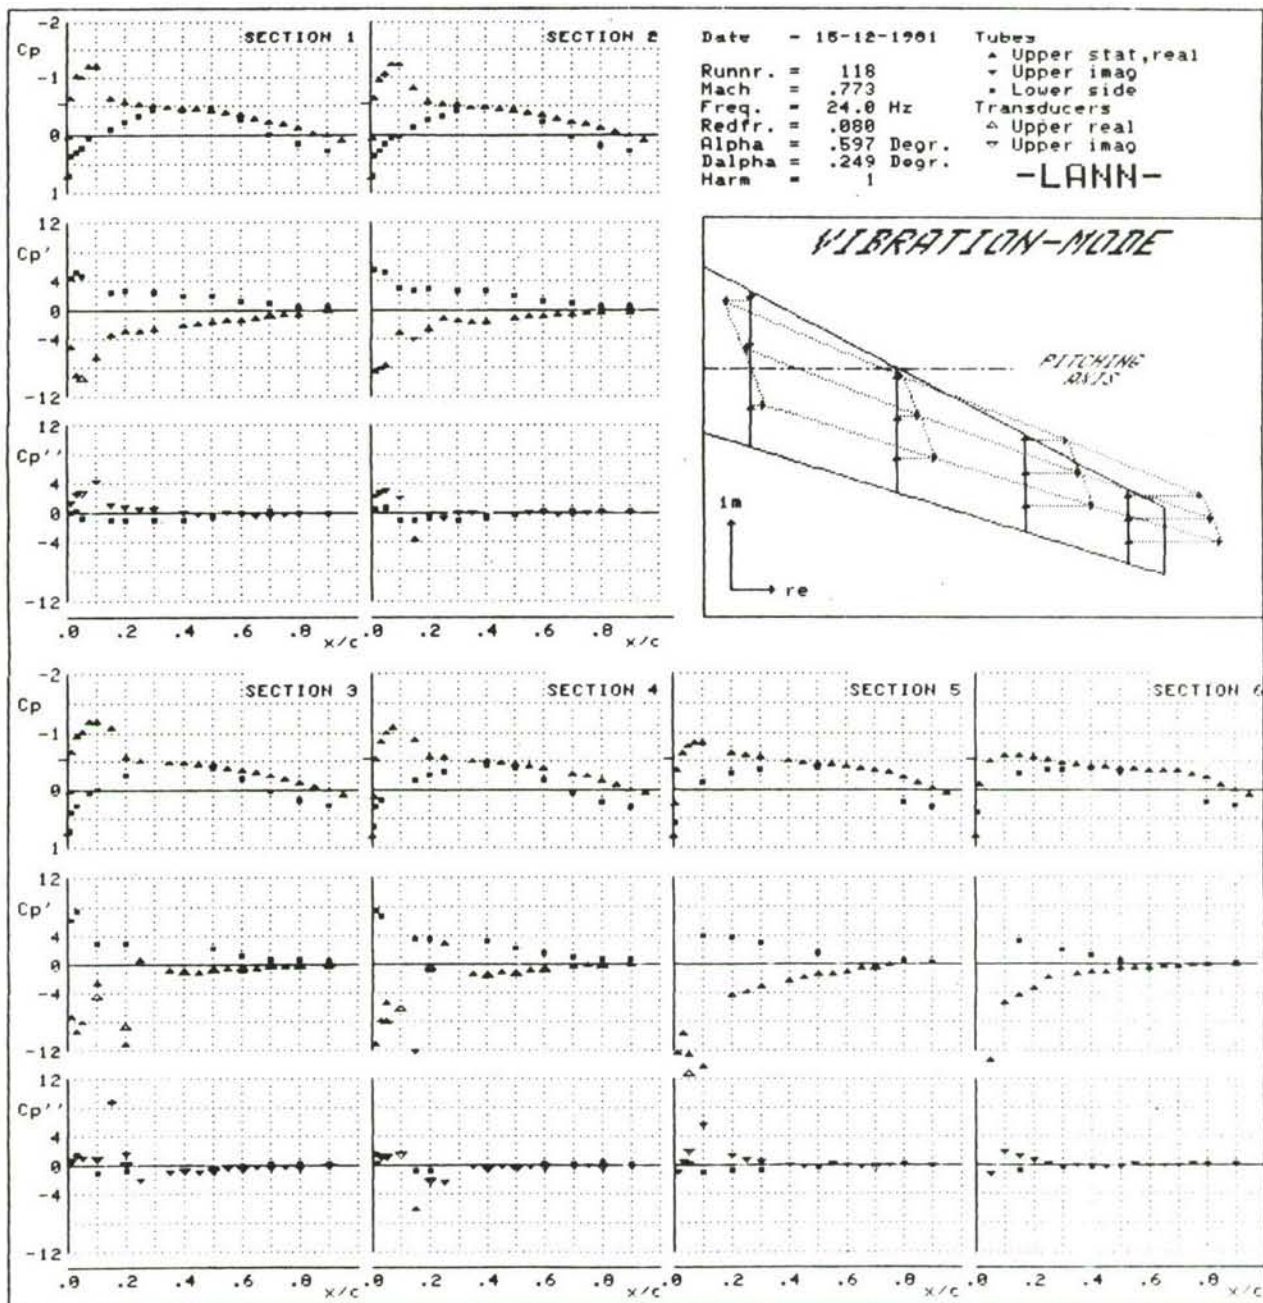 -2
Cp
-1
0
1
SECTION 1
SECTION 2
Date = 16-12-1981
Runnr. = 118
Mach = .773
Freq. = 24.0 Hz
Redfr. = .080
Alpha = .597 Degr.
Dalpha = .249 Degr.
Harm = 1
Tubes
Upper stat,real
Upper imag
Lower side
Transducers
Upper real
Upper imag
-LANN-
12
Cp'
4
0
-4
-12
VIBRATION-MODE
PITCHING
AXIS
im
re
12
Cp''
4
0
-4
-12
.0 .2 .4 .6 .8 x/c
.0 .2 .4 .6 .8 x/c
-2
Cp
-1
0
1
SECTION 3
SECTION 4
SECTION 5
SECTION 6
12
Cp'
4
0
-4
-12
12
Cp''
4
0
-4
-12
.0 .2 .4 .6 .8 x/c
.0 .2 .4 .6 .8 x/c
.0 .2 .4 .6 .8 x/c
.0 .2 .4 .6 .8 x/c